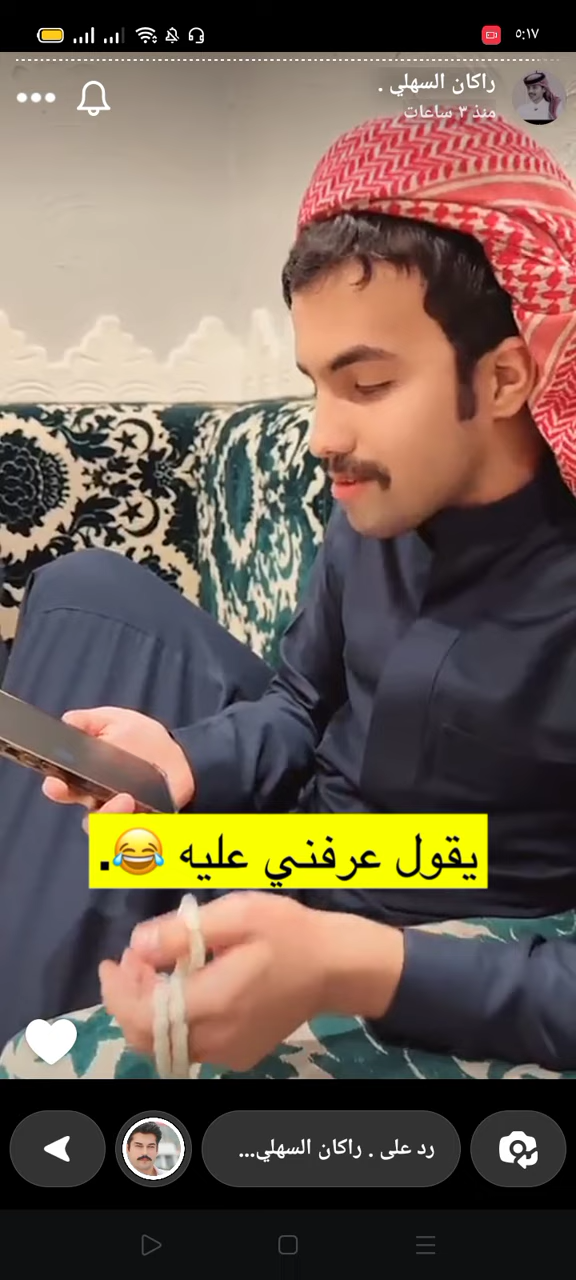 ٥:١٧
راكان السهلي .
منذ ٣ ساعات
يقول عرفني عليه 😂.
رد على . راكان السهلي...